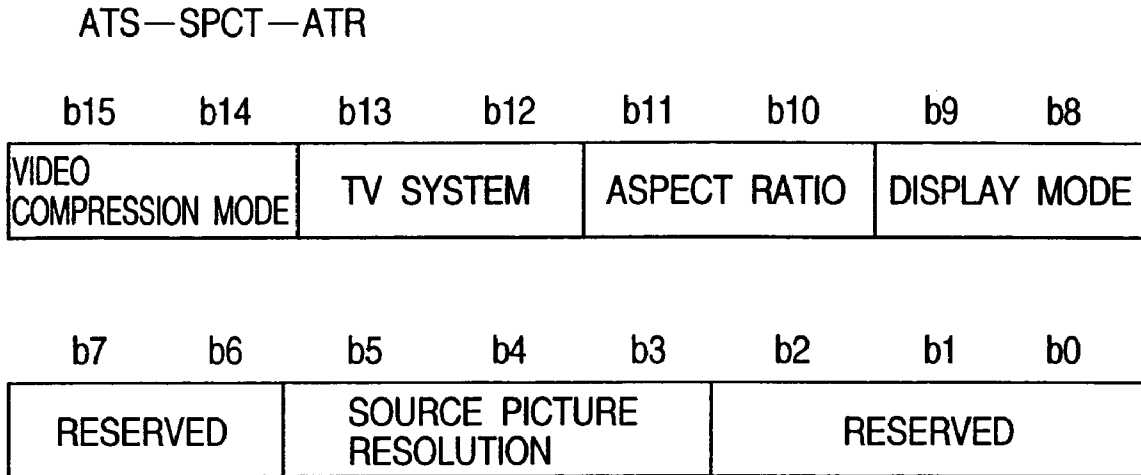 ATS—SPCT—ATR
b15 b14 b13 b12 b11 b10 b9 b8
VIDEO
COMPRESSION MODE
TV SYSTEM
ASPECT RATIO
DISPLAY MODE
b7 b6 b5 b4 b3 b2 b1 b0
RESERVED
SOURCE PICTURE
RESOLUTION
RESERVED